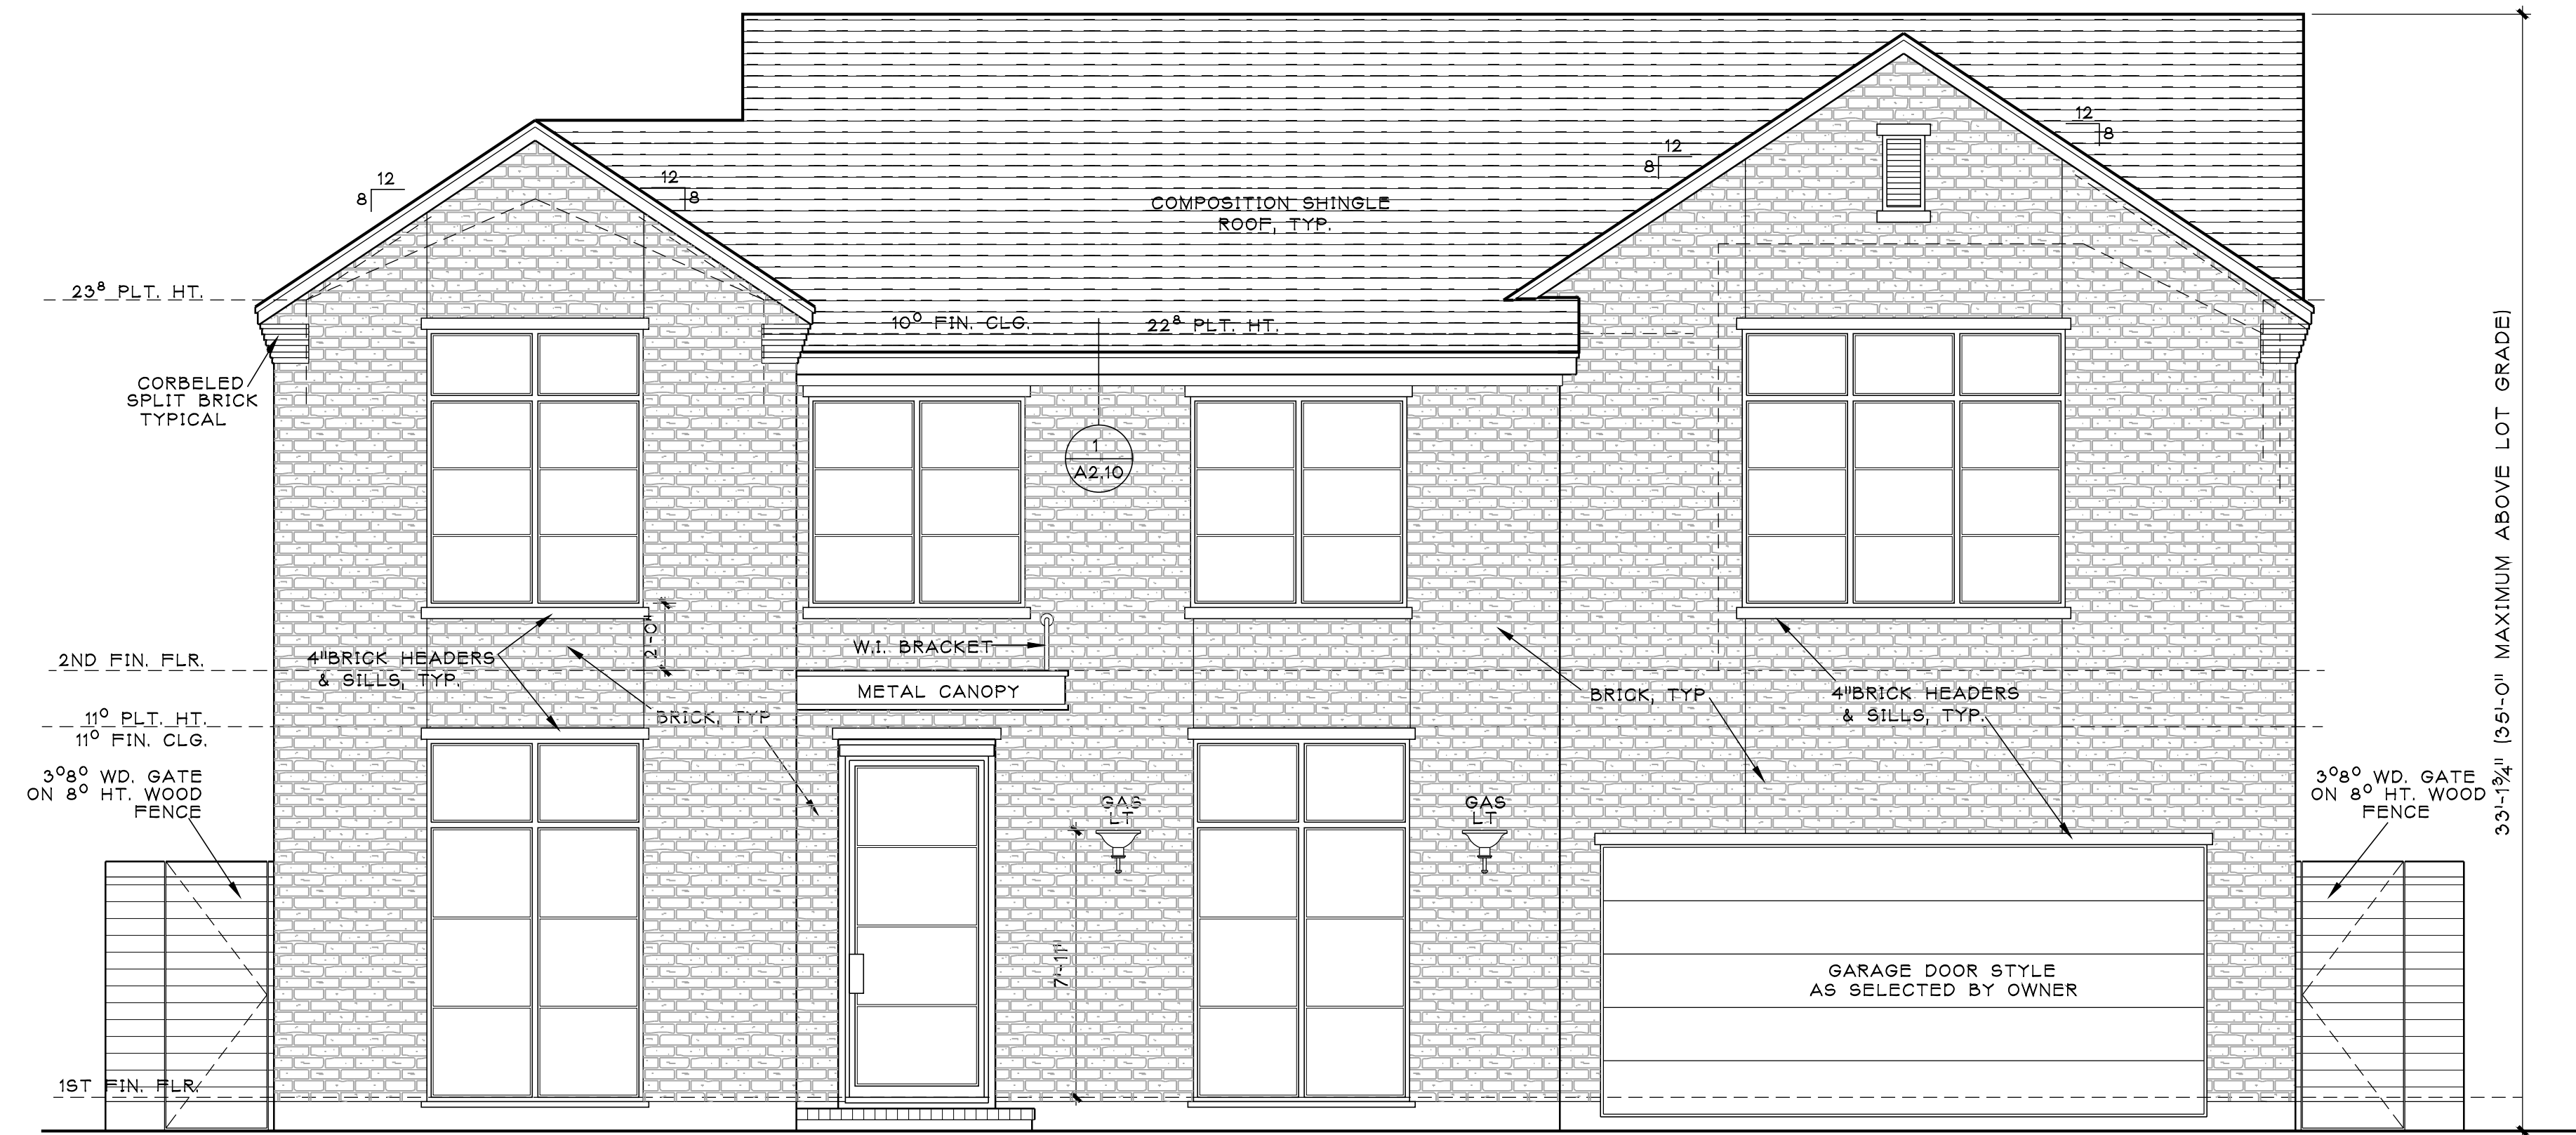 12
8
12
8
12
8
12
8
COMPOSITION SHINGLE
ROOF, TYP.
23⁸ PLT. HT.
10⁰ FIN. CLG.
22⁸ PLT. HT.
CORBELED
SPLIT BRICK
TYPICAL
1
A2.10
33'-1¾" (35'-0" MAXIMUM ABOVE LOT GRADE)
2'-0"
W.I. BRACKET
2ND FIN. FLR.
4"BRICK HEADERS
& SILLS, TYP.
METAL CANOPY
BRICK, TYP
BRICK, TYP
4"BRICK HEADERS
& SILLS, TYP.
11⁰ PLT. HT.
11⁰ FIN. CLG.
3⁰8⁰ WD. GATE
ON 8⁰ HT. WOOD
FENCE
GAS
LT
GAS
LT
3⁰8⁰ WD. GATE
ON 8⁰ HT. WOOD
FENCE
7'-11"
GARAGE DOOR STYLE
AS SELECTED BY OWNER
1ST FIN. FLR.